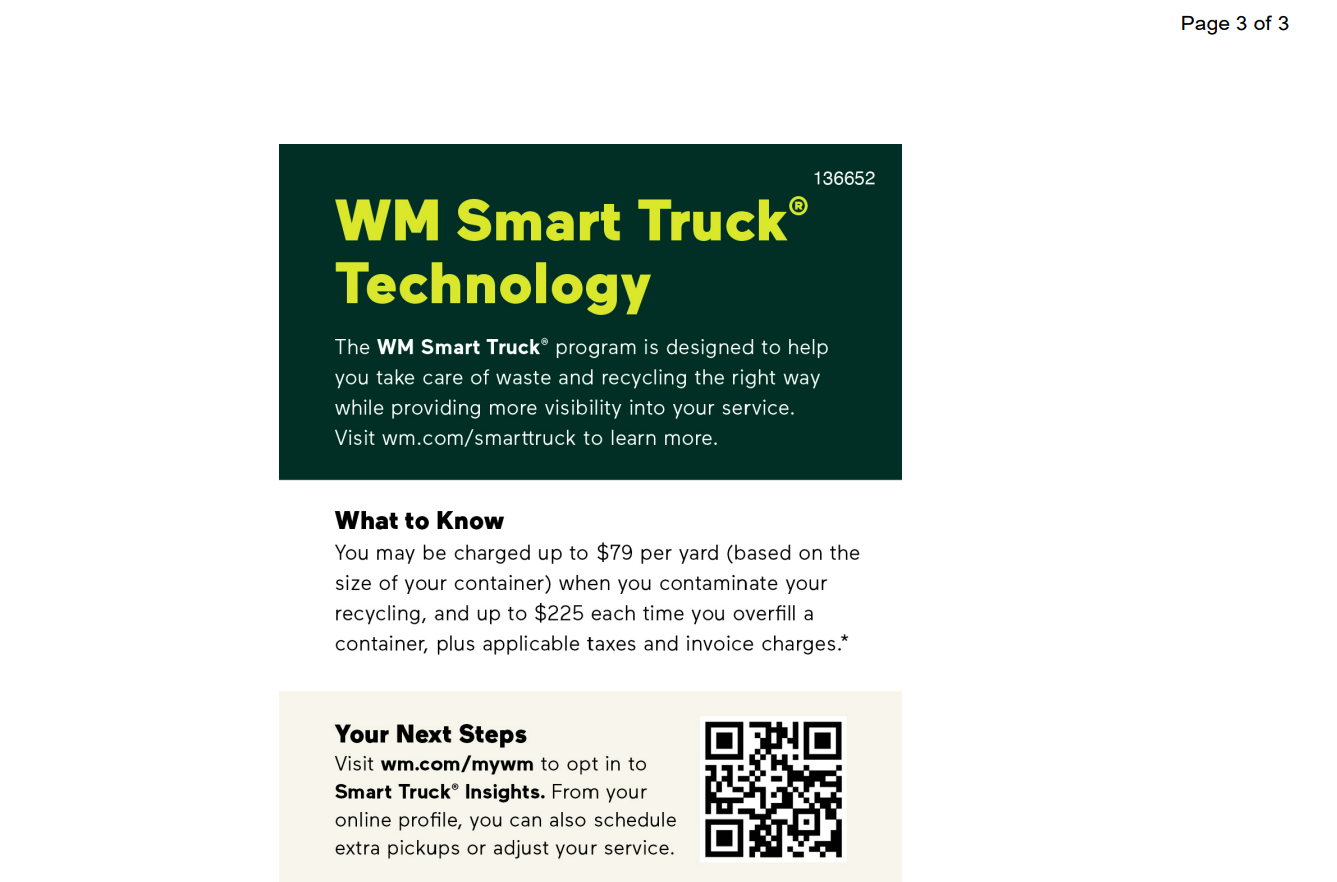 Page 3 of 3
136652
WM Smart Truck®
Technology
The WM Smart Truck® program is designed to help
you take care of waste and recycling the right way
while providing more visibility into your service.
Visit wm.com/smarttruck to learn more.
What to Know
You may be charged up to $79 per yard (based on the
size of your container) when you contaminate your
recycling, and up to $225 each time you overfill a
container, plus applicable taxes and invoice charges.*
Your Next Steps
Visit wm.com/mywm to opt in to
Smart Truck® Insights. From your
online profile, you can also schedule
extra pickups or adjust your service.